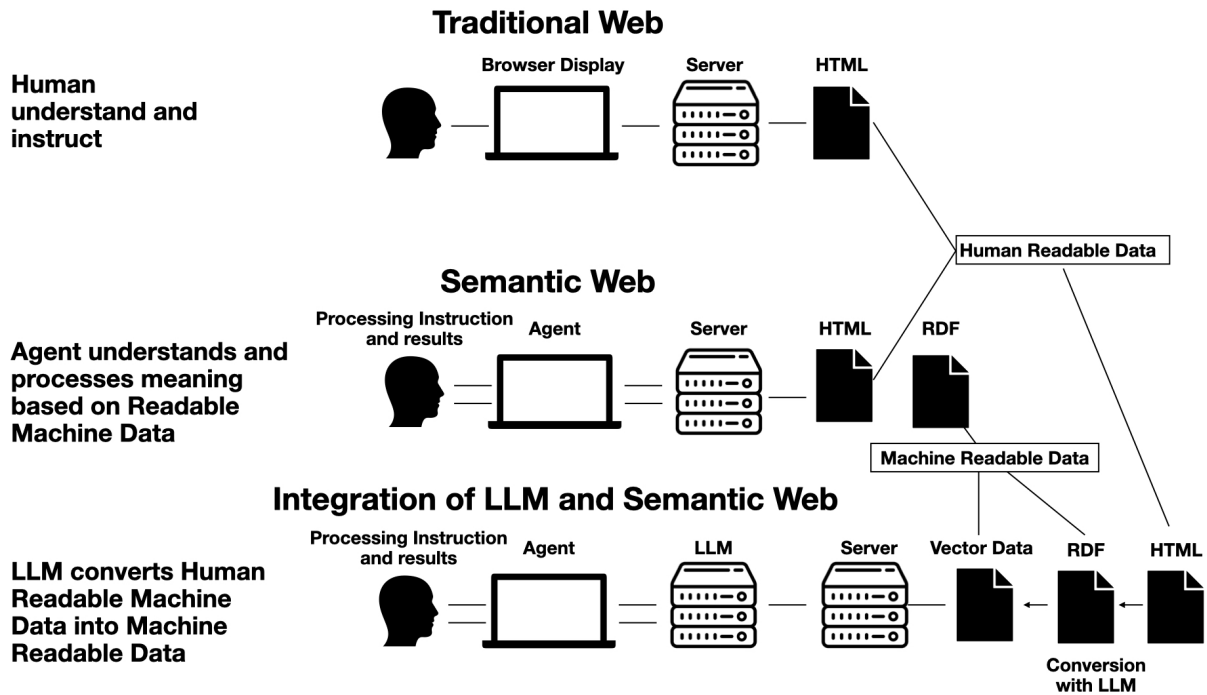 Traditional Web
Human
understand and
instruct
Browser Display
Server
HTML
Human Readable Data
Semantic Web
Agent understands and
processes meaning
based on Readable
Machine Data
Processing Instruction
and results
Agent
Server
HTML
RDF
Machine Readable Data
Integration of LLM and Semantic Web
LLM converts Human
Readable Machine
Data into Machine
Readable Data
Processing Instruction
and results
Agent
LLM
Server
Vector Data
RDF
HTML
Conversion
with LLM